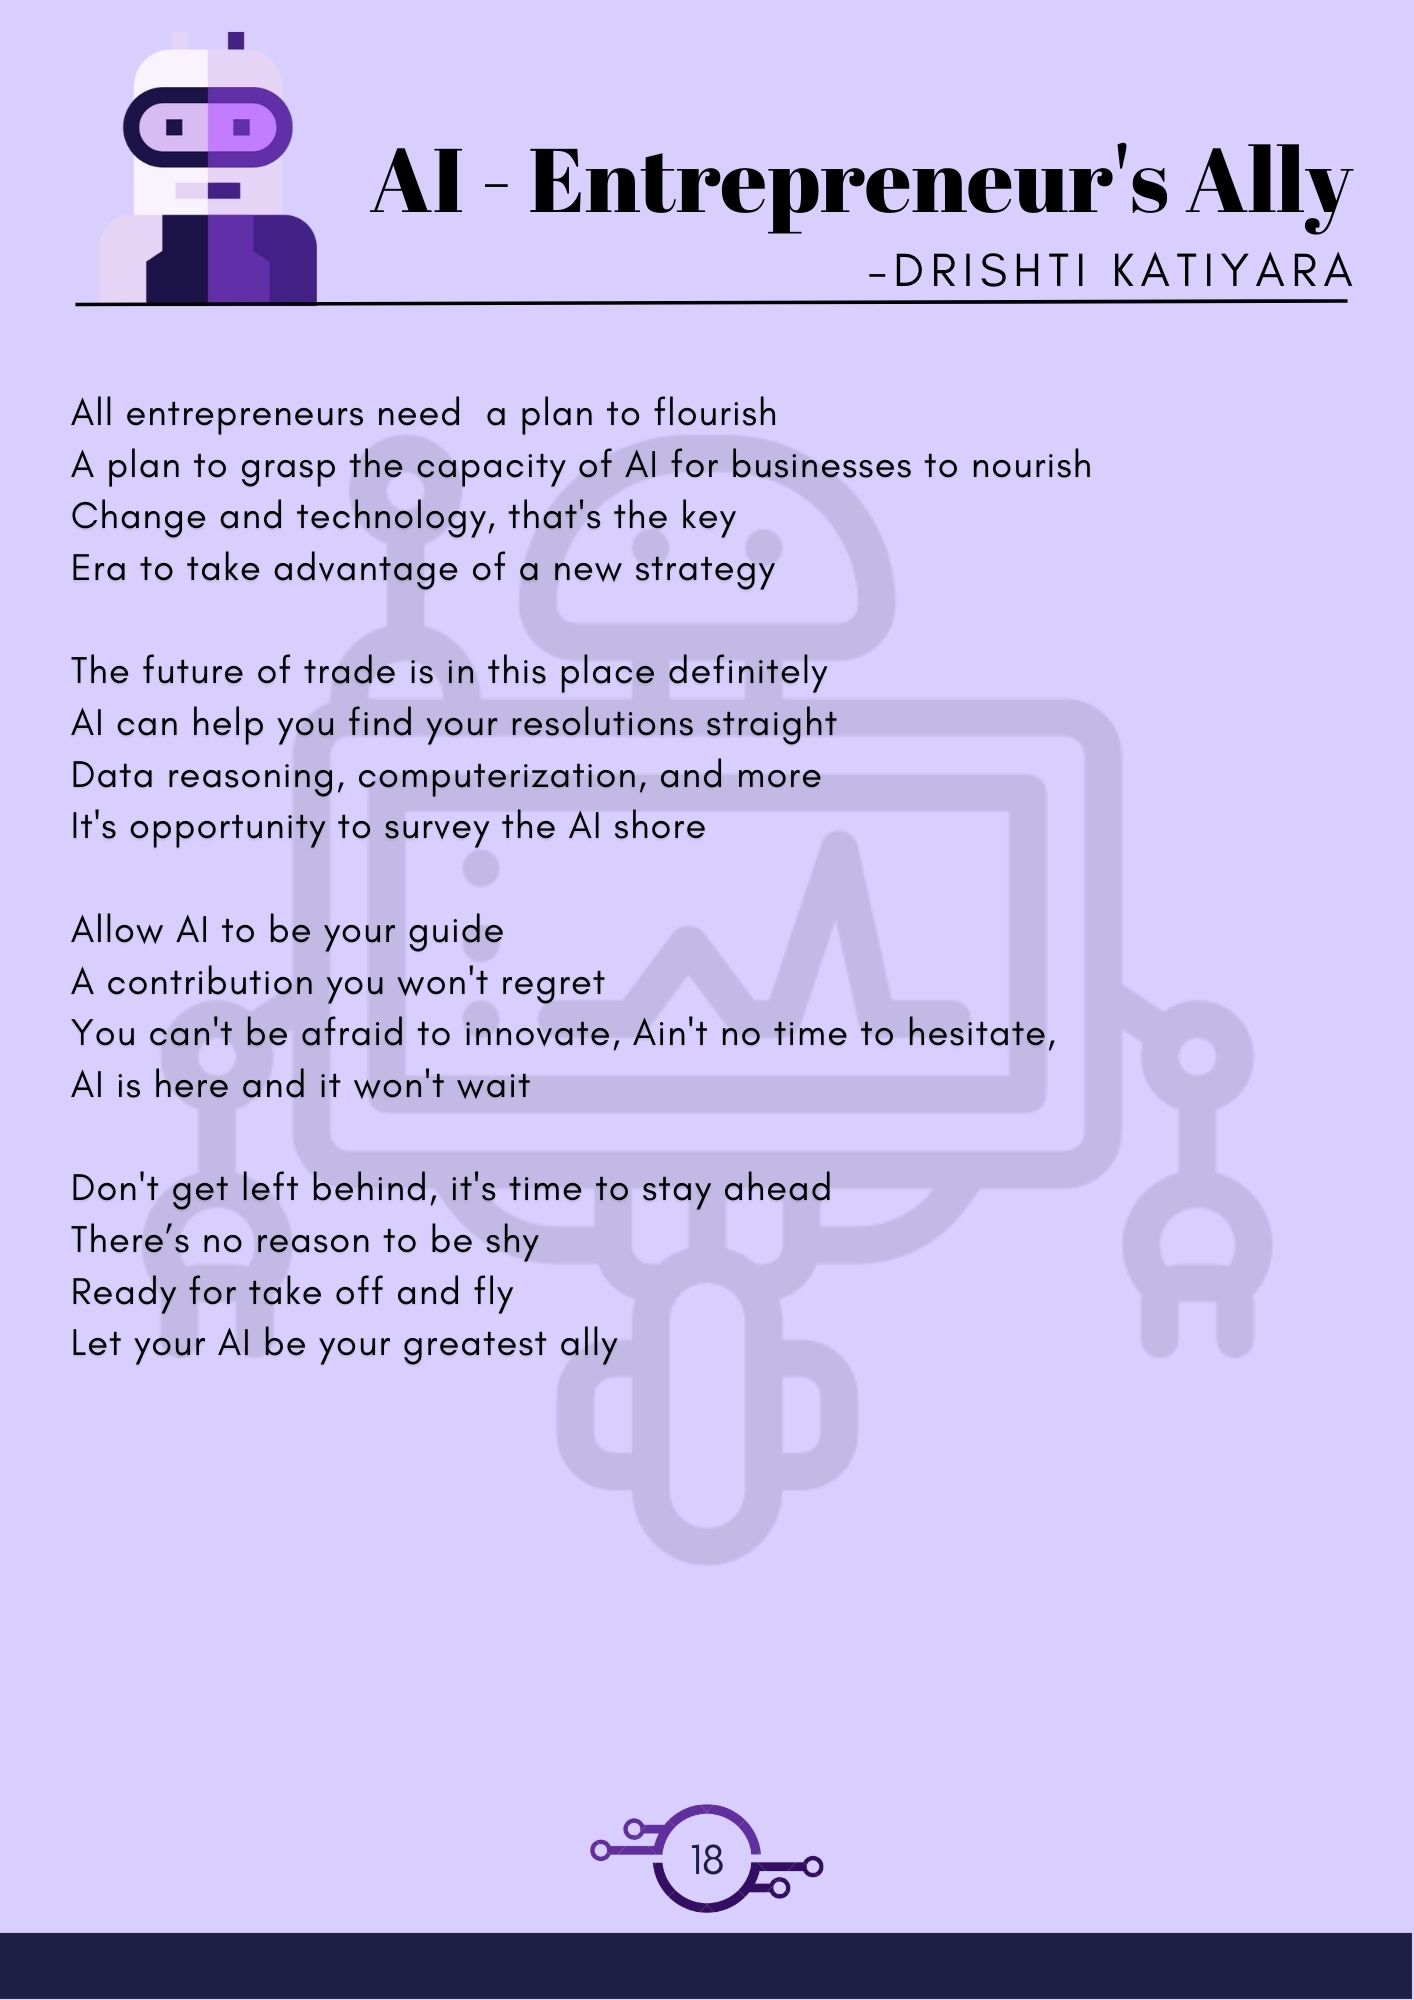 AI - Entrepreneur's Ally
-DRISHTI KATIYARA
All entrepreneurs need  a plan to flourish
A plan to grasp the capacity of AI for businesses to nourish
Change and technology, that's the key
Era to take advantage of a new strategy
The future of trade is in this place definitely
AI can help you find your resolutions straight
Data reasoning, computerization, and more
It's opportunity to survey the AI shore
Allow AI to be your guide
A contribution you won't regret
You can't be afraid to innovate, Ain't no time to hesitate,
AI is here and it won't wait
Don't get left behind, it's time to stay ahead
There’s no reason to be shy
Ready for take off and fly
Let your AI be your greatest ally
18